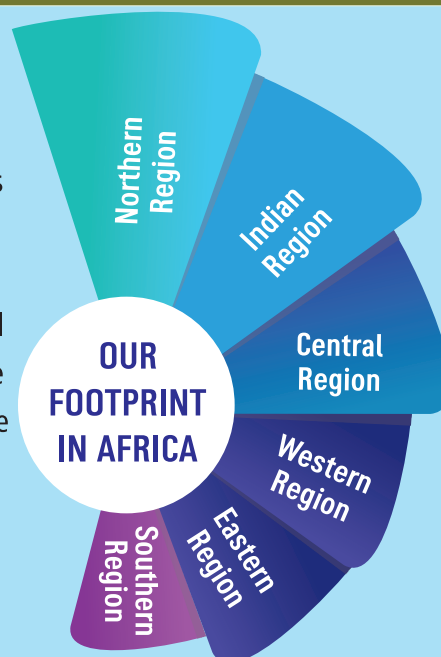 Northern
Region
Indian
Region
Central
Region
OUR
FOOTPRINT
IN AFRICA
Western
Region
Eastern
Region
Southern
Region